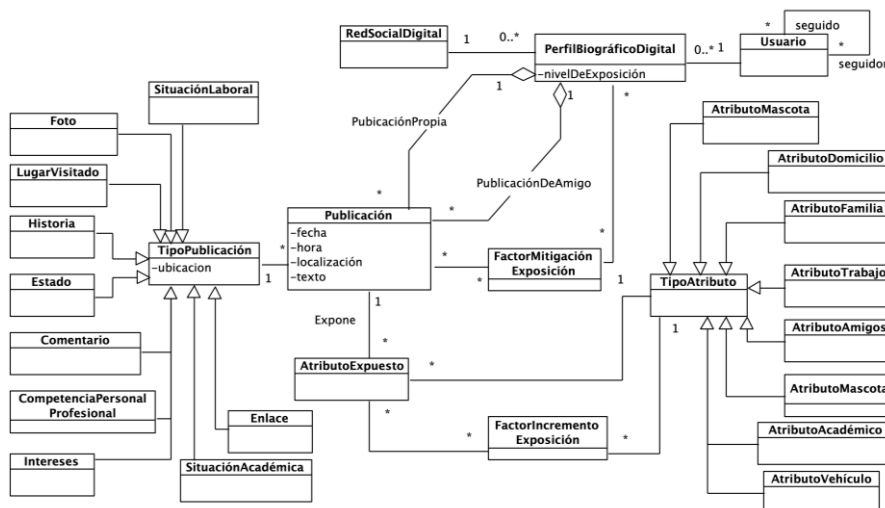 RedSocialDigital
1
0..*
PerfilBiográficoDigital
-nivelDeExposición
0..*
1
Usuario
*
seguido
*
seguidor
1
1
*
SituaciónLaboral
Foto
LugarVisitado
Historia
Estado
Comentario
CompetenciaPersonal
Profesional
Intereses
Enlace
SituaciónAcadémica
TipoPublicación
-ubicacion
1
*
PubicaciónPropia
*
PublicaciónDeAmigo
*
Publicación
-fecha
-hora
-localización
-texto
*
*
FactorMitigación
Exposición
*
1
Expone
*
AtributoExpuesto
*
1
*
*
FactorIncremento
Exposición
*
1
TipoAtributo
AtributoMascota
AtributoDomicilio
AtributoFamilia
AtributoTrabajo
AtributoAmigos
AtributoMascota
AtributoAcadémico
AtributoVehículo